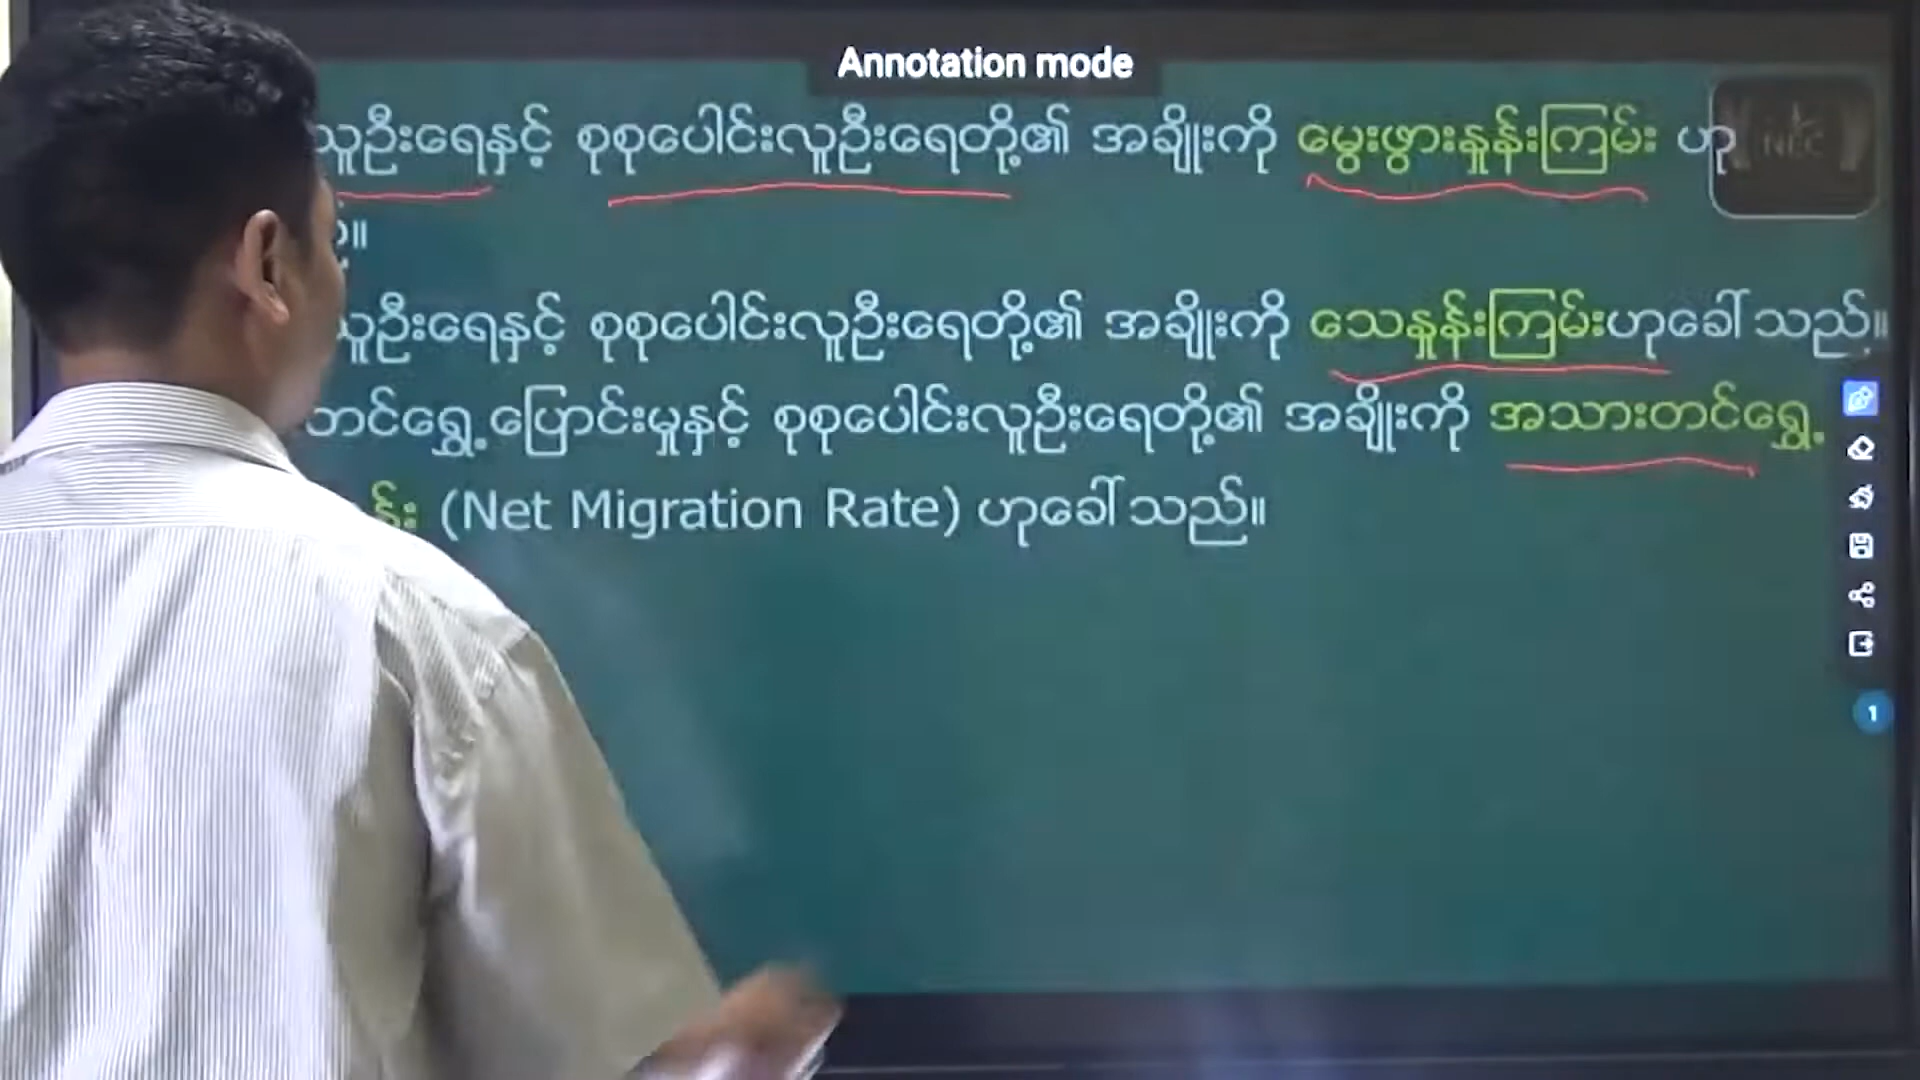 Annotation mode
လူဦးရေနှင့် စုစုပေါင်းလူဦးရေတို့၏ အချိုးကို မွေးဖွားနှုန်းကြမ်း ဟု
NEC
လူဦးရေနှင့် စုစုပေါင်းလူဦးရေတို့၏ အချိုးကို သေနှုန်းကြမ်းဟုခေါ်သည်။
တင်ရွှေ့ပြောင်းမှုနှင့် စုစုပေါင်းလူဦးရေတို့၏ အချိုးကို အသားတင်ရွှေ့
(Net Migration Rate) ဟုခေါ်သည်။
1